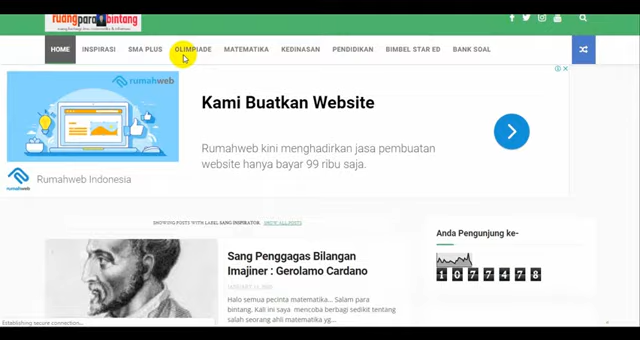 ruangparabintang
HOME INSPIRASI SMA PLUS OLIMPIADE MATEMATIKA KEDINASAN PENDIDIKAN BIMBEL STAR ED BANK SOAL
rumahweb
Kami Buatkan Website
Rumahweb kini menghadirkan jasa pembuatan
website hanya bayar 99 ribu saja.
rumahweb
Rumahweb Indonesia
SHOWING POSTS WITH LABEL SANG INSPIRATOR. SHOW ALL POSTS
Anda Pengunjung ke-
1077478
Sang Penggagas Bilangan
Imajiner : Gerolamo Cardano
Halo semua pecinta matematika... Salam para
bintang, Kali ini saya mencoba berbagi sedikit tentang
salah seorang ahli matematika yg...
Establishing secure connection...